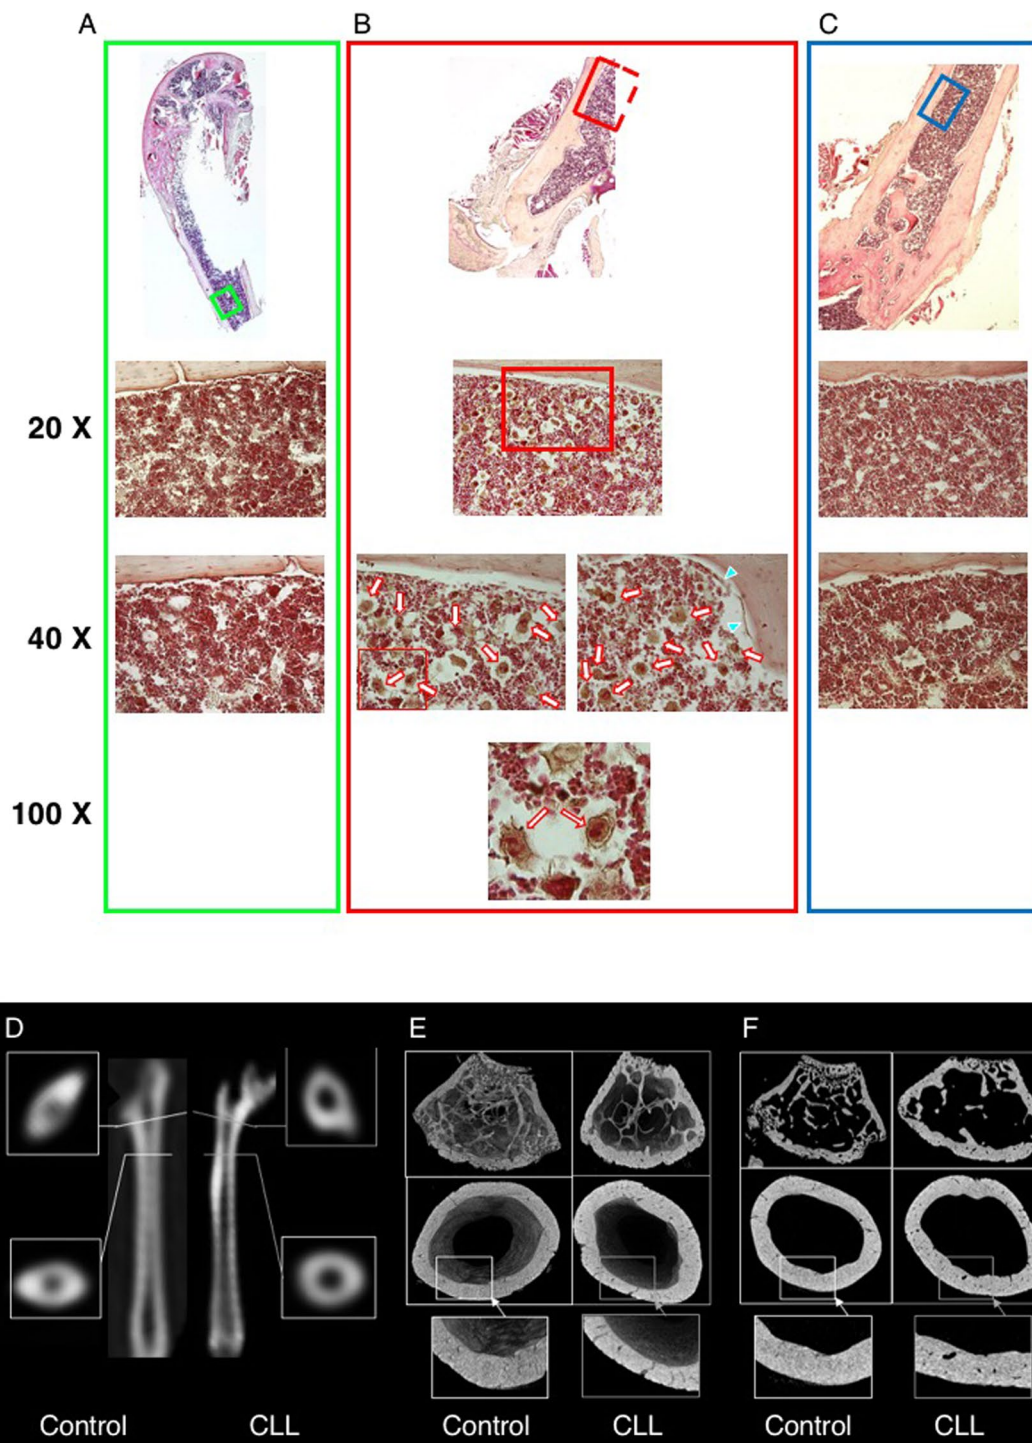 A B C
20 X
40 X
100 X
D E F
Control CLL Control CLL Control CLL